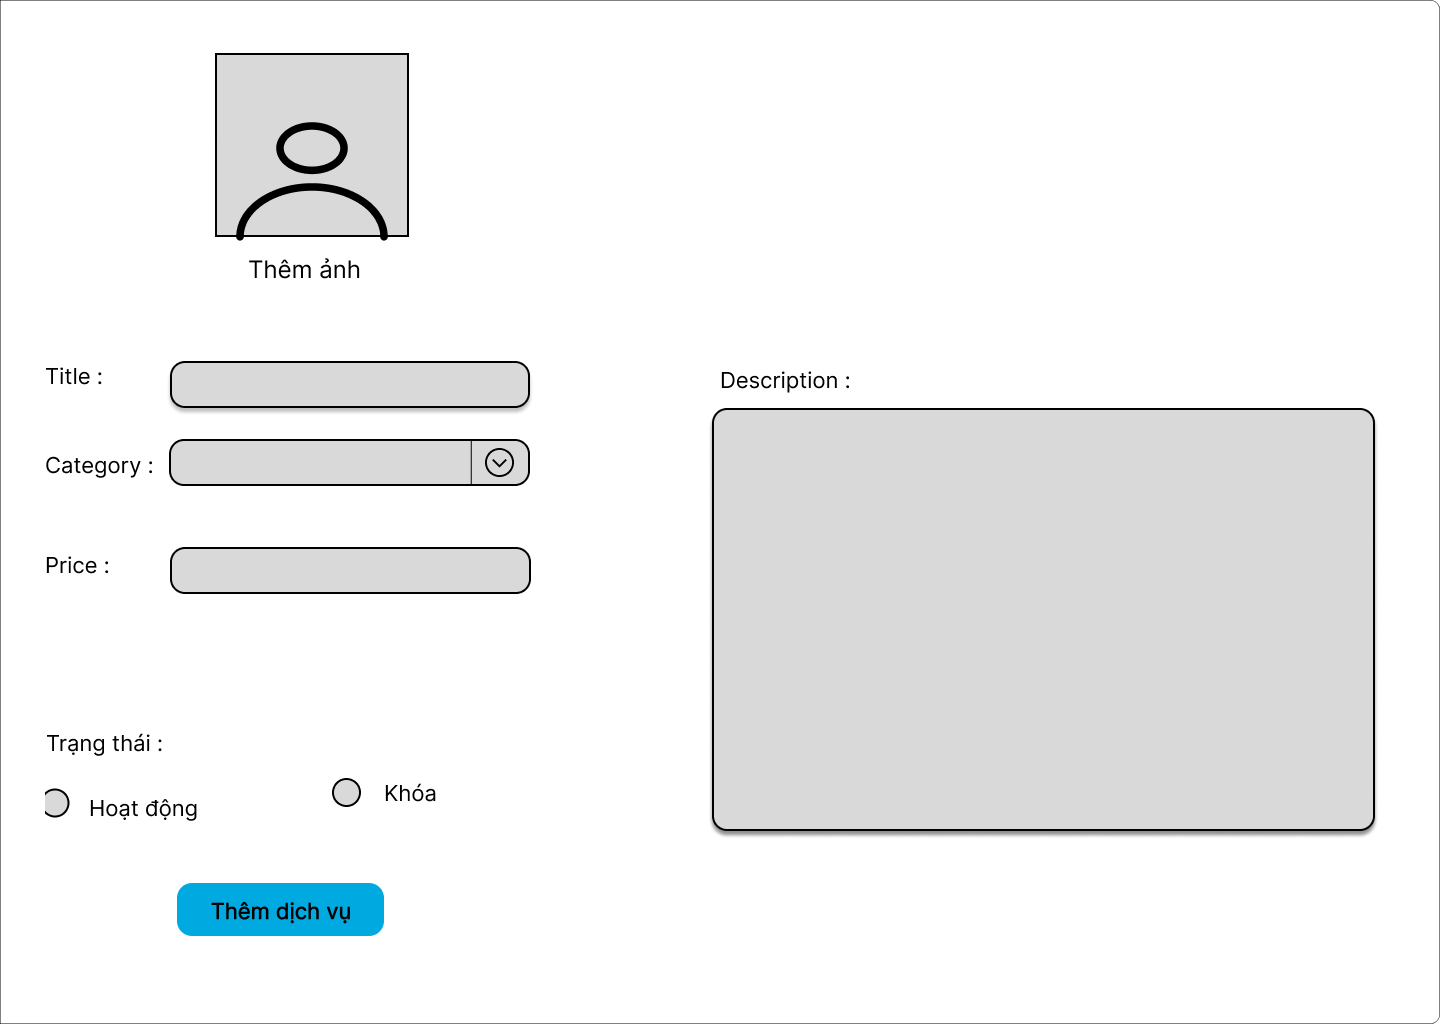 Thêm ảnh
Title :
Category :
Price :
Trạng thái :
Hoạt động
Khóa
Thêm dịch vụ
Description :